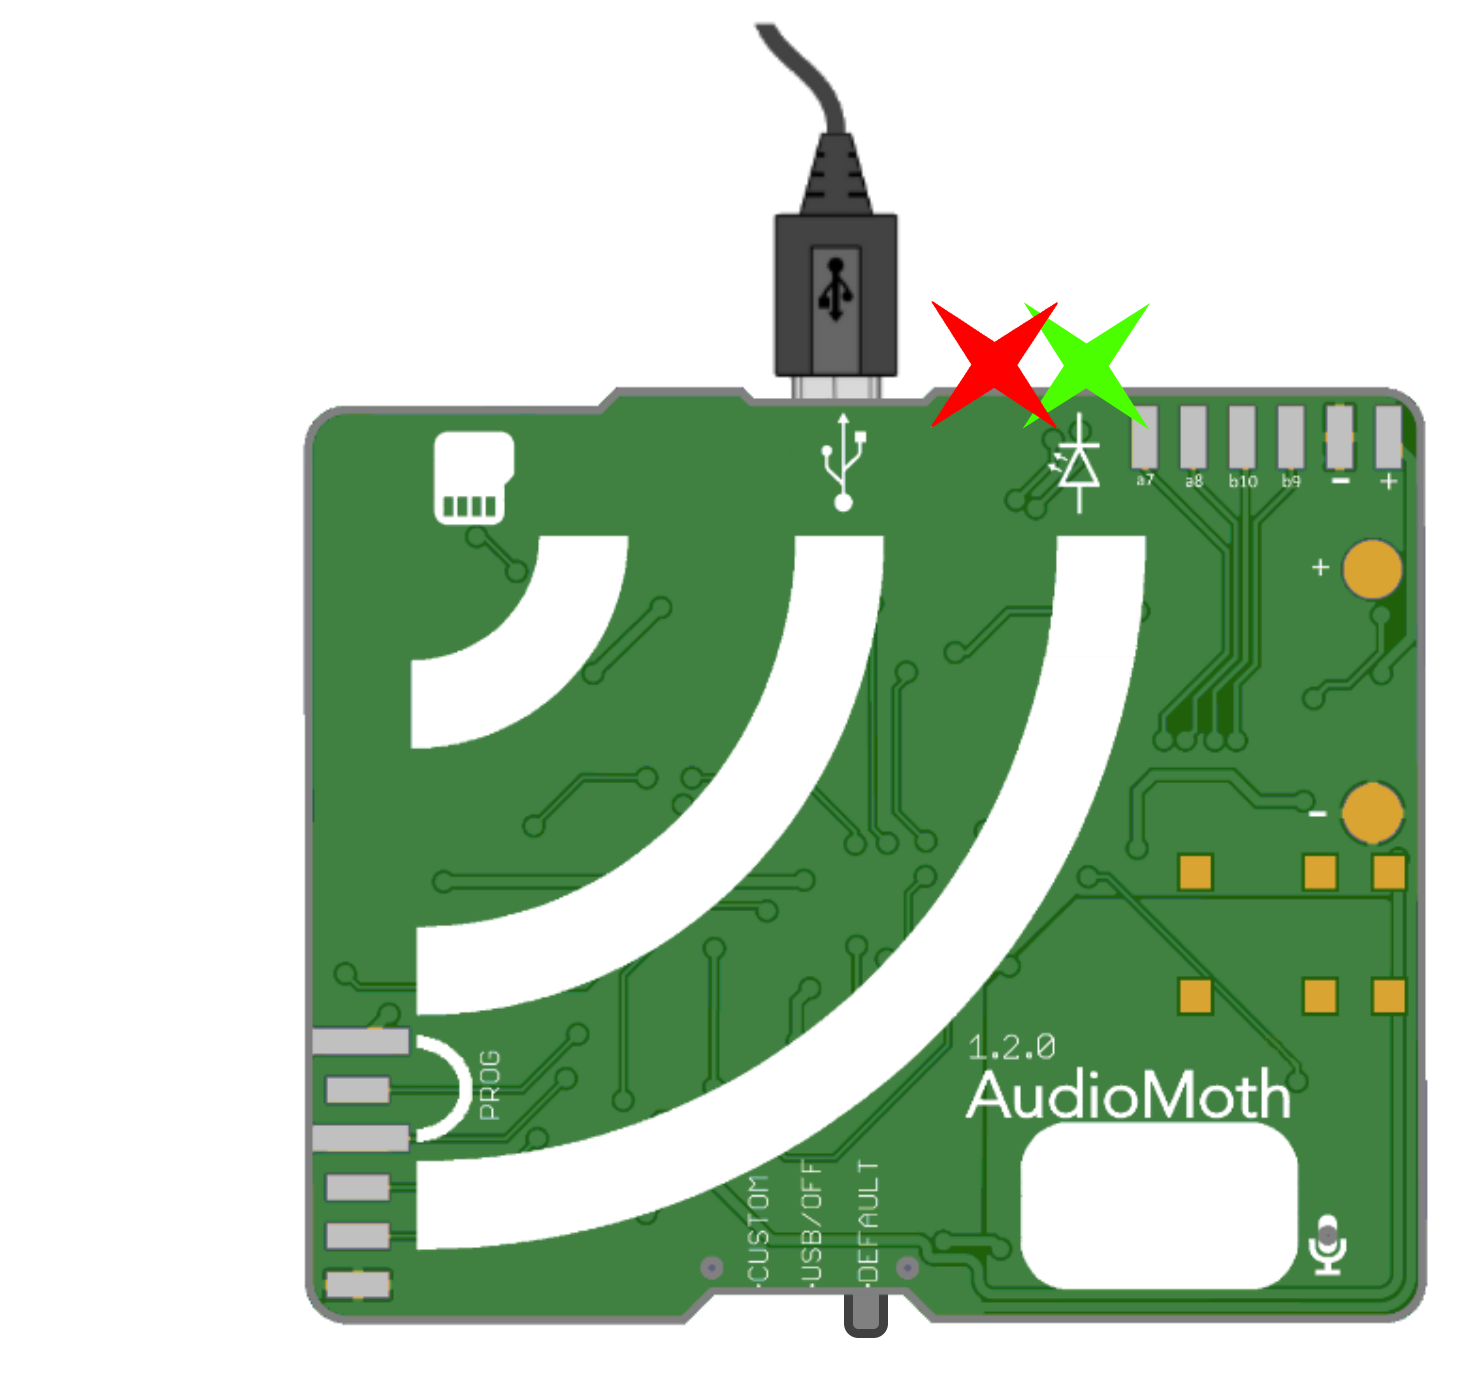 a7 a8 b10 b9 - +
+
-
PROG
1.2.0
AudioMoth
·CUSTOM
·USB/OFF
·DEFAULT